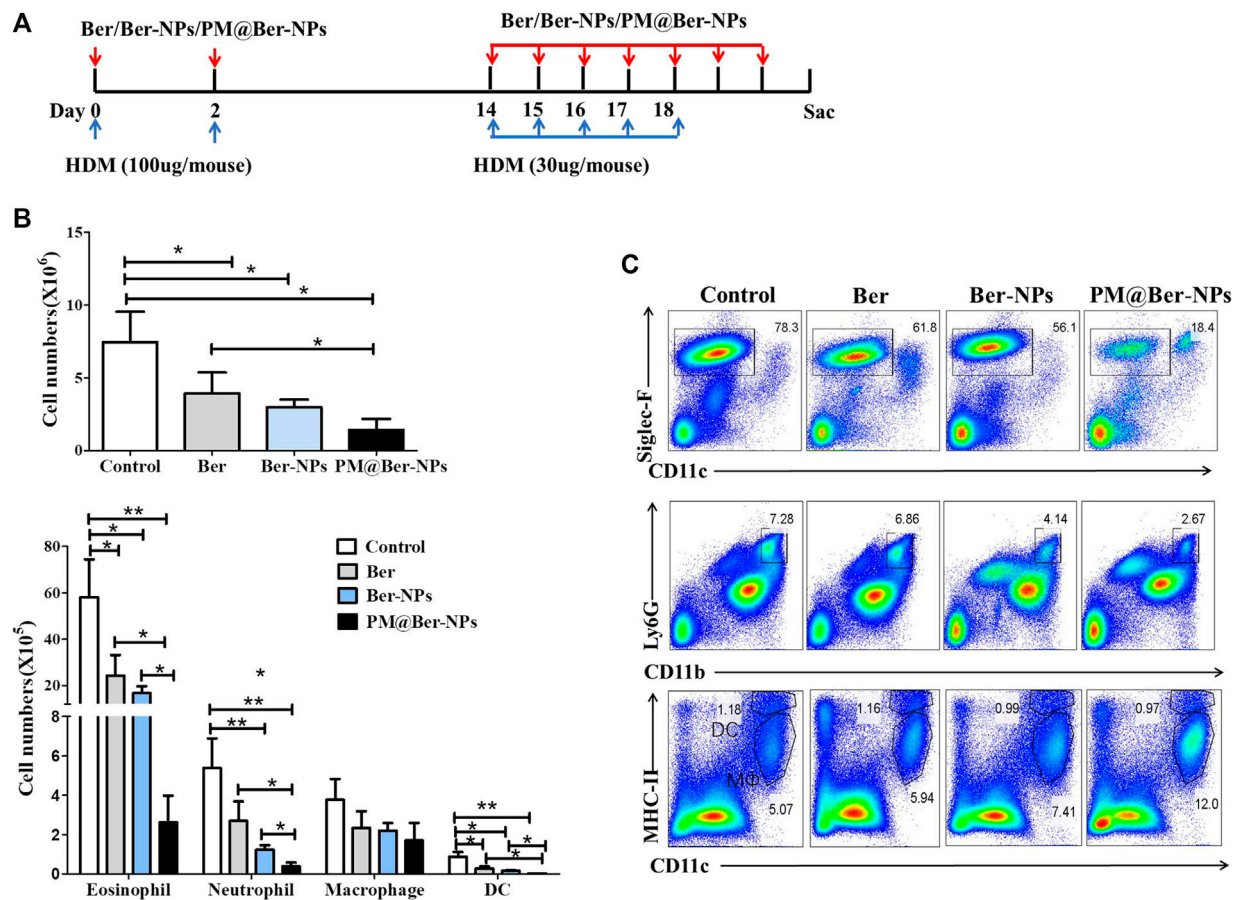 A
Ber/Ber-NPs/PM@Ber-NPs
Ber/Ber-NPs/PM@Ber-NPs
Day 0 2 14 15 16 17 18 Sac
HDM (100ug/mouse)
HDM (30ug/mouse)
B
Cell numbers(X10⁶)
15
10
5
0
* * * *
Control Ber Ber-NPs PM@Ber-NPs
Cell numbers(X10⁵)
80
60
40
20
8
6
4
2
0
** * * * *
* ** ** * *
** * * * *
Control
Ber
Ber-NPs
PM@Ber-NPs
Eosinophil Neutrophil Macrophage DC
C
Control Ber Ber-NPs PM@Ber-NPs
Siglec-F
78.3 61.8 56.1 18.4
CD11c
Ly6G
7.28 6.86 4.14 2.67
CD11b
MHC-II
1.18 1.16 0.99 0.97
DC
MΦ
5.07 5.94 7.41 12.0
CD11c